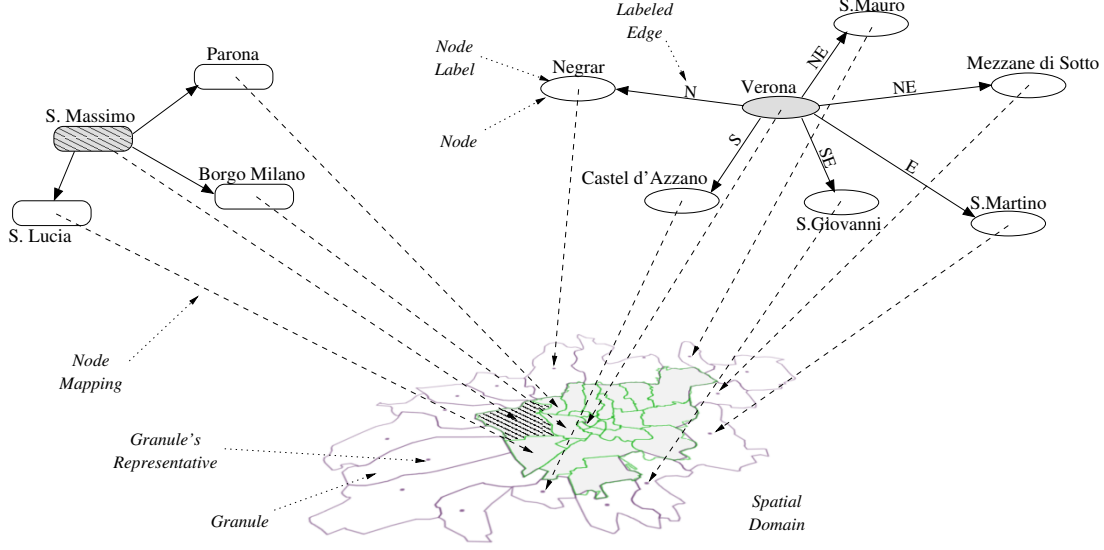 S.Mauro
Labeled
Edge
Node
Label
Parona
Negrar
Verona
Mezzane di Sotto
NE
NE
N
S. Massimo
Node
S
SE
E
Borgo Milano
Castel d'Azzano
S. Lucia
S.Giovanni
S.Martino
Node
Mapping
Granule's
Representative
Granule
Spatial
Domain